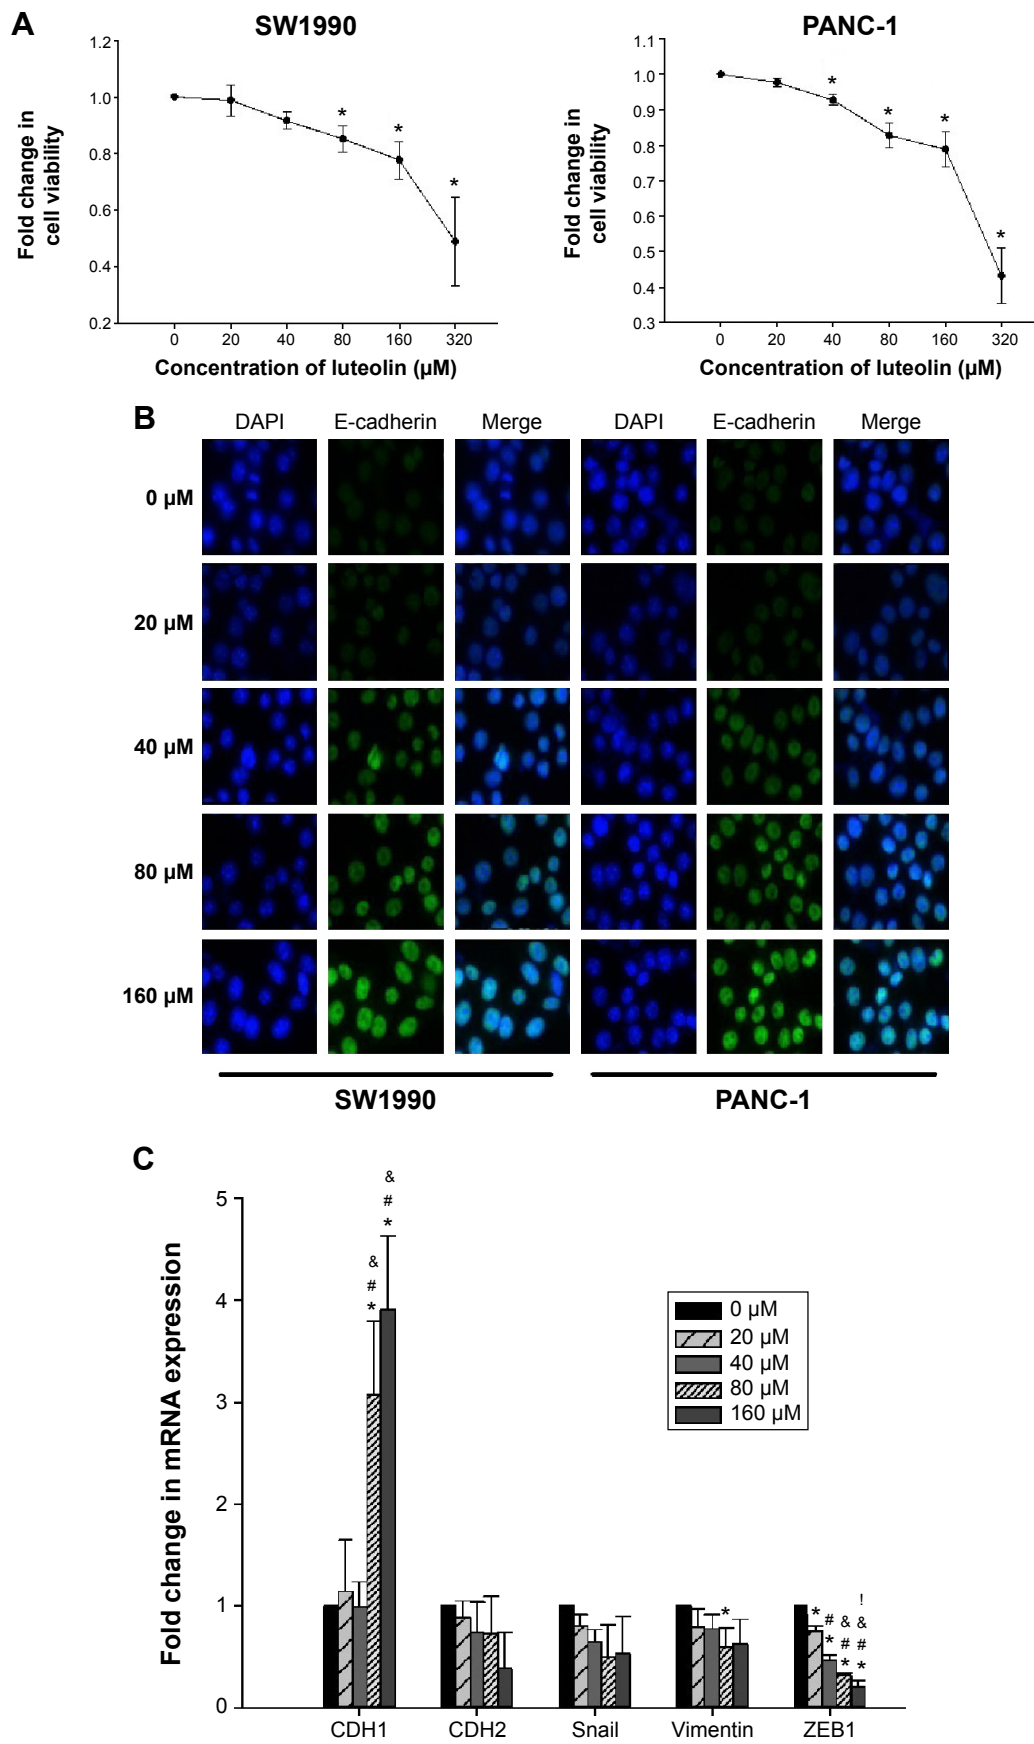 A
SW1990
Fold change in
cell viability
1.2
1.0
0.8
0.6
0.4
0.2
*
*
*
0 20 40 80 160 320
Concentration of luteolin (µM)
PANC-1
Fold change in
cell viability
1.1
1.0
0.9
0.8
0.7
0.6
0.5
0.4
0.3
*
*
*
*
0 20 40 80 160 320
Concentration of luteolin (µM)
B
DAPI E-cadherin Merge DAPI E-cadherin Merge
0 µM
20 µM
40 µM
80 µM
160 µM
SW1990 PANC-1
C
Fold change in mRNA expression
5
4
3
2
1
0
&
#
*
&
#
*
*
*
#
*
&
#
*
!
&
#
*
0 µM
20 µM
40 µM
80 µM
160 µM
CDH1 CDH2 Snail Vimentin ZEB1